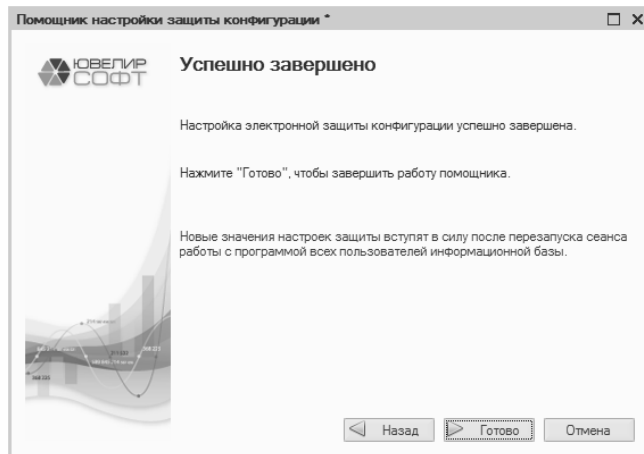 Помощник настройки защиты конфигурации *
ЮВЕЛИР
СОФТ
Успешно завершено
Настройка электронной защиты конфигурации успешно завершена.
Нажмите "Готово", чтобы завершить работу помощника.
Новые значения настроек защиты вступят в силу после перезапуска сеанса
работы с программой всех пользователей информационной базы.
Назад
Готово
Отмена